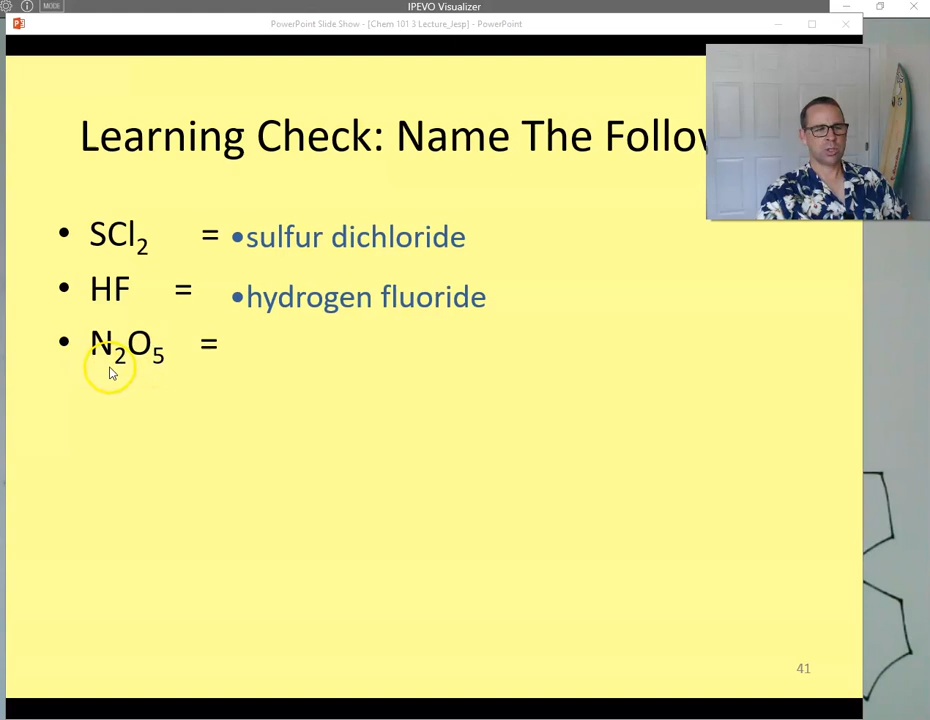 MODE
IPEVO Visualizer
PowerPoint Slide Show - [Chem 101 3 Lecture_Jesp] - PowerPoint
Learning Check: Name The Follow
• SCl₂ = •sulfur dichloride
• HF = •hydrogen fluoride
• N₂O₅ =
41